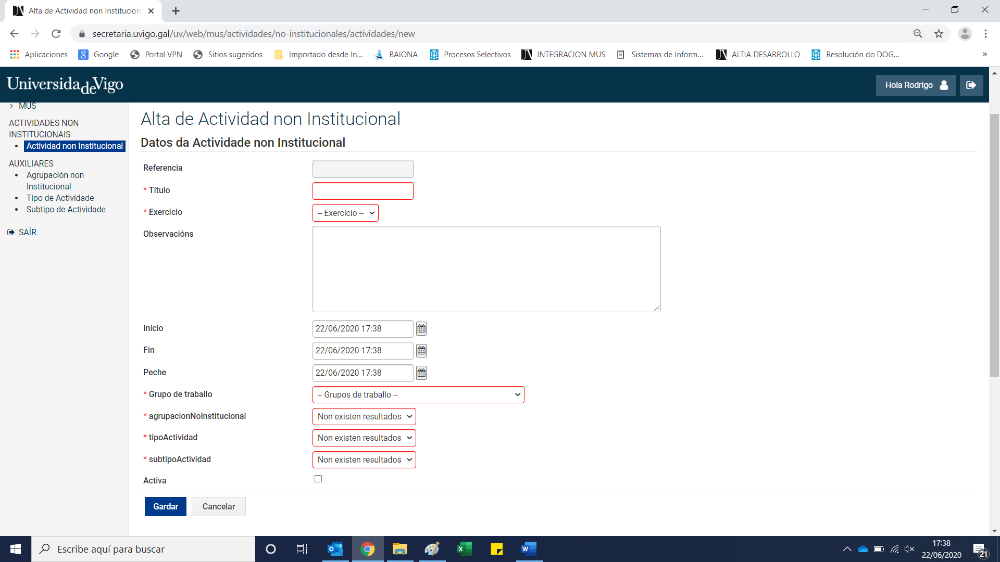 Alta de Actividad non Institucion
secretaria.uvigo.gal/uv/web/mus/actividades/no-institucionales/actividades/new
Aplicaciones Google Portal VPN Sitios sugeridos Importado desde In... BAIONA Procesos Selectivos INTEGRACION MUS Sistemas de Inform... ALTIA DESARROLLO Resolución do DOG... »
UniversidadeVigo
Hola Rodrigo
MUS
ACTIVIDADES NON
INSTITUCIONAIS
Actividad non Institucional
AUXILIARES
Agrupación non
Institucional
Tipo de Actividade
Subtipo de Actividade
SAÍR
Alta de Actividad non Institucional
Datos da Actividade non Institucional
Referencia
* Título
* Exercicio -- Exercicio --
Observacións
Inicio 22/06/2020 17:38
Fin 22/06/2020 17:38
Peche 22/06/2020 17:38
* Grupo de traballo -- Grupos de traballo --
* agrupacionNoInstitucional Non existen resultados
* tipoActividad Non existen resultados
* subtipoActividad Non existen resultados
Activa
Gardar Cancelar
Escribe aquí para buscar
17:38
22/06/2020
21